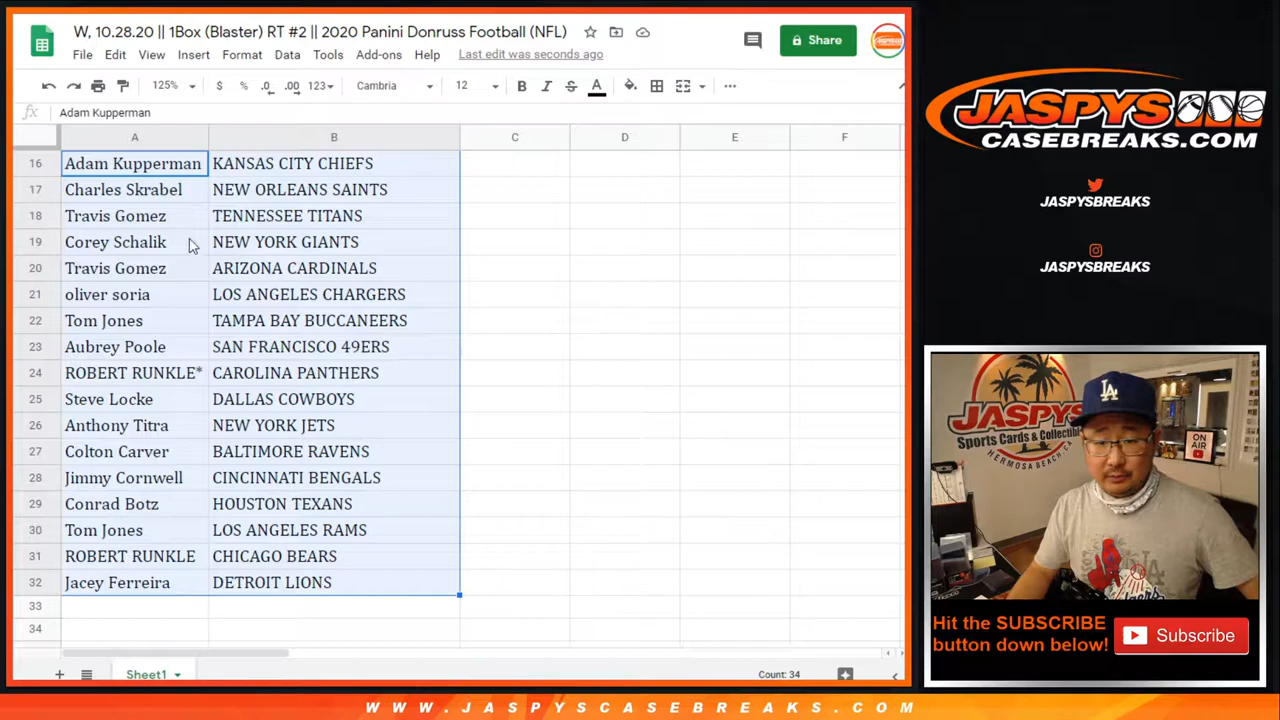 W, 10.28.20 || 1Box (Blaster) RT #2 || 2020 Panini Donruss Football (NFL)
File Edit View Insert Format Data Tools Add-ons Help Last edit was seconds ago
Share
125% $ % .0 .00 123 Cambria 12 B I S A
fx Adam Kupperman
A B C D E F
16 Adam Kupperman KANSAS CITY CHIEFS
17 Charles Skrabel NEW ORLEANS SAINTS
18 Travis Gomez TENNESSEE TITANS
19 Corey Schalik NEW YORK GIANTS
20 Travis Gomez ARIZONA CARDINALS
21 oliver soria LOS ANGELES CHARGERS
22 Tom Jones TAMPA BAY BUCCANEERS
23 Aubrey Poole SAN FRANCISCO 49ERS
24 ROBERT RUNKLE* CAROLINA PANTHERS
25 Steve Locke DALLAS COWBOYS
26 Anthony Titra NEW YORK JETS
27 Colton Carver BALTIMORE RAVENS
28 Jimmy Cornwell CINCINNATI BENGALS
29 Conrad Botz HOUSTON TEXANS
30 Tom Jones LOS ANGELES RAMS
31 ROBERT RUNKLE CHICAGO BEARS
32 Jacey Ferreira DETROIT LIONS
33
34
Sheet1
Count: 34
JASPYS
CASEBREAKS.COM
JASPYSBREAKS
JASPYSBREAKS
JASPYS
Sports Cards & Collectibl
HERMOSA BEACH, CA
LA
ON
AIR
Hit the SUBSCRIBE
button down below!
Subscribe
WWW.JASPYSCASEBREAKS.COM